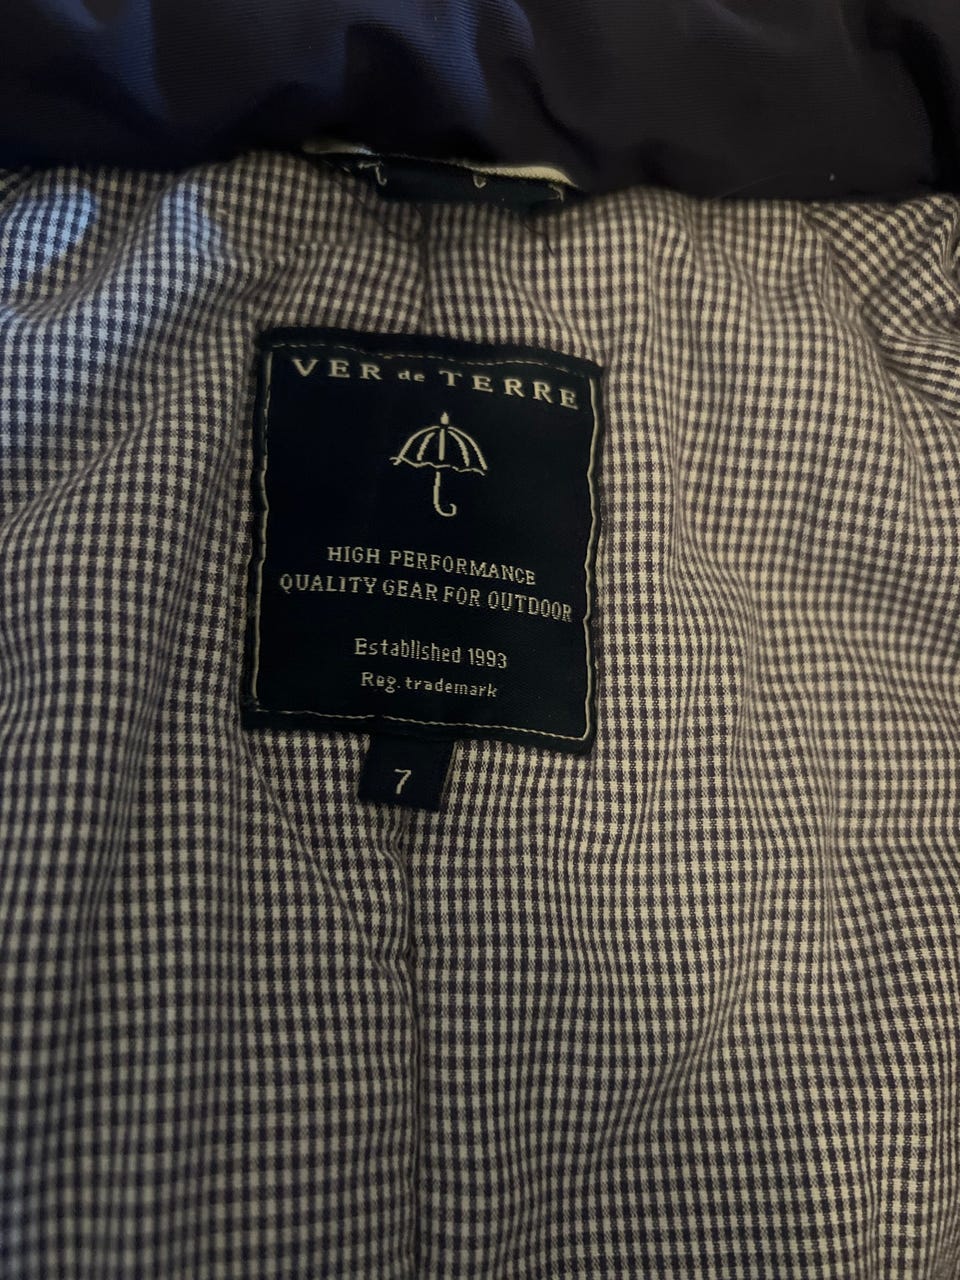 VER de TERRE
HIGH PERFORMANCE
QUALITY GEAR FOR OUTDOOR
Established 1993
Reg. trademark
7